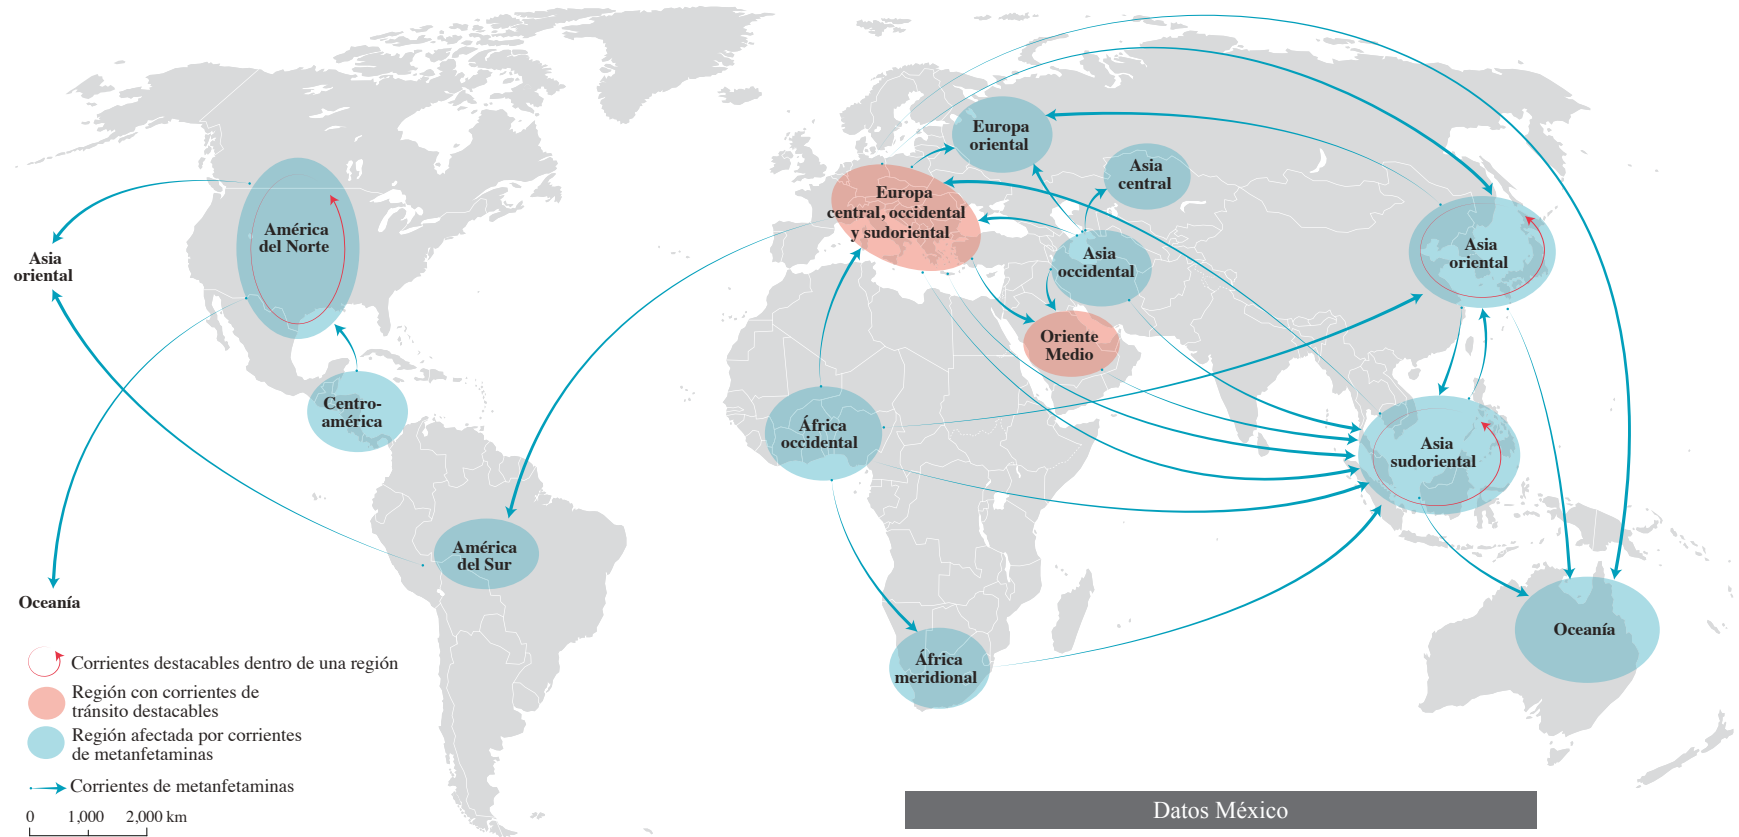 Europa
oriental
Asia
central
Europa
central, occidental
y sudoriental
América
del Norte
Asia
oriental
Asia
occidental
Asia
oriental
Oriente
Medio
Centro-
américa
África
occidental
Asia
sudoriental
América
del Sur
Oceanía
Oceanía
África
meridional
Corrientes destacables dentro de una región
Región con corrientes de
tránsito destacables
Región afectada por corrientes
de metanfetaminas
Corrientes de metanfetaminas
0 1,000 2,000 km
Datos México